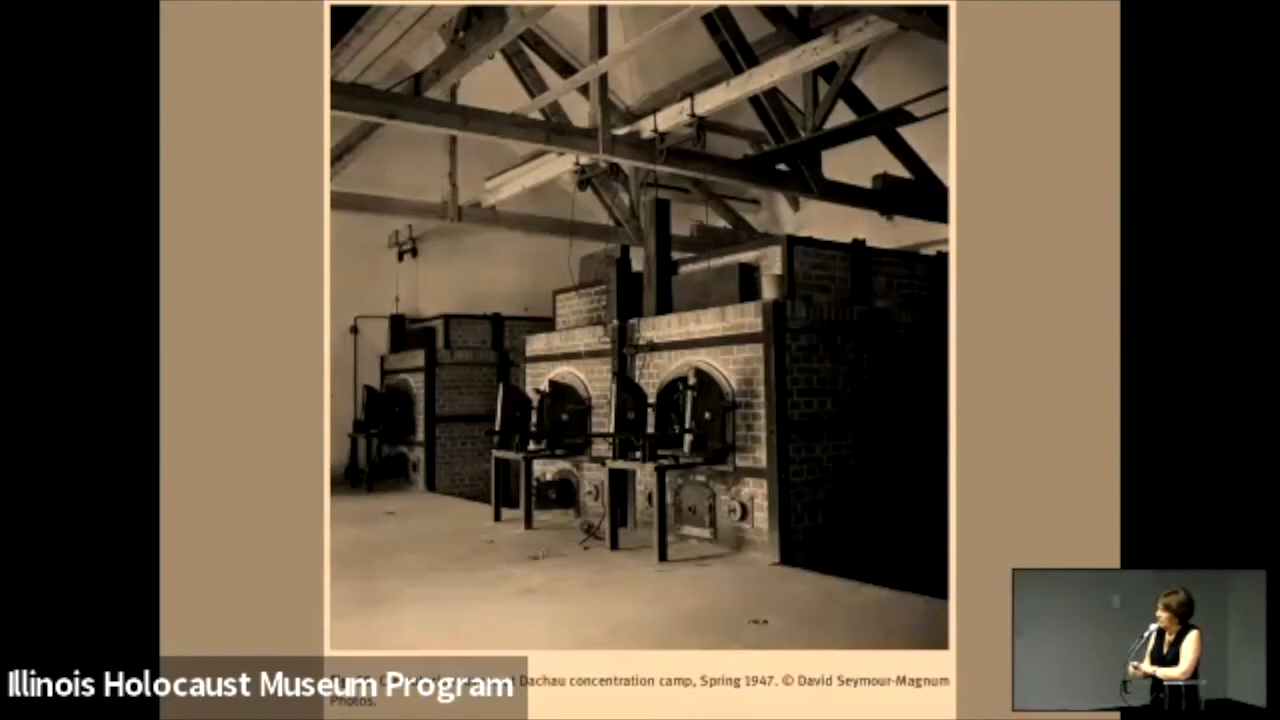 Dachau concentration camp, Spring 1947. © David Seymour-Magnum
Photos.
Illinois Holocaust Museum Program